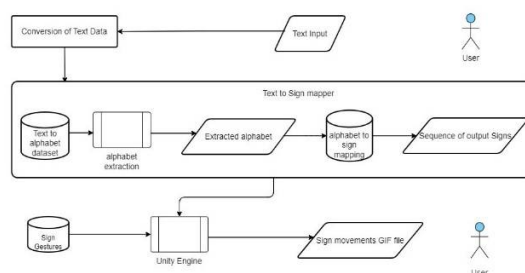 Conversion of Text Data
Text Input
User
Text to Sign mapper
Text to
alphabet
dataset
alphabet
extraction
Extracted alphabet
alphabet to
sign
mapping
Sequence of output Signs
Sign
Gestures
Unity Engine
Sign movements GIF file
User